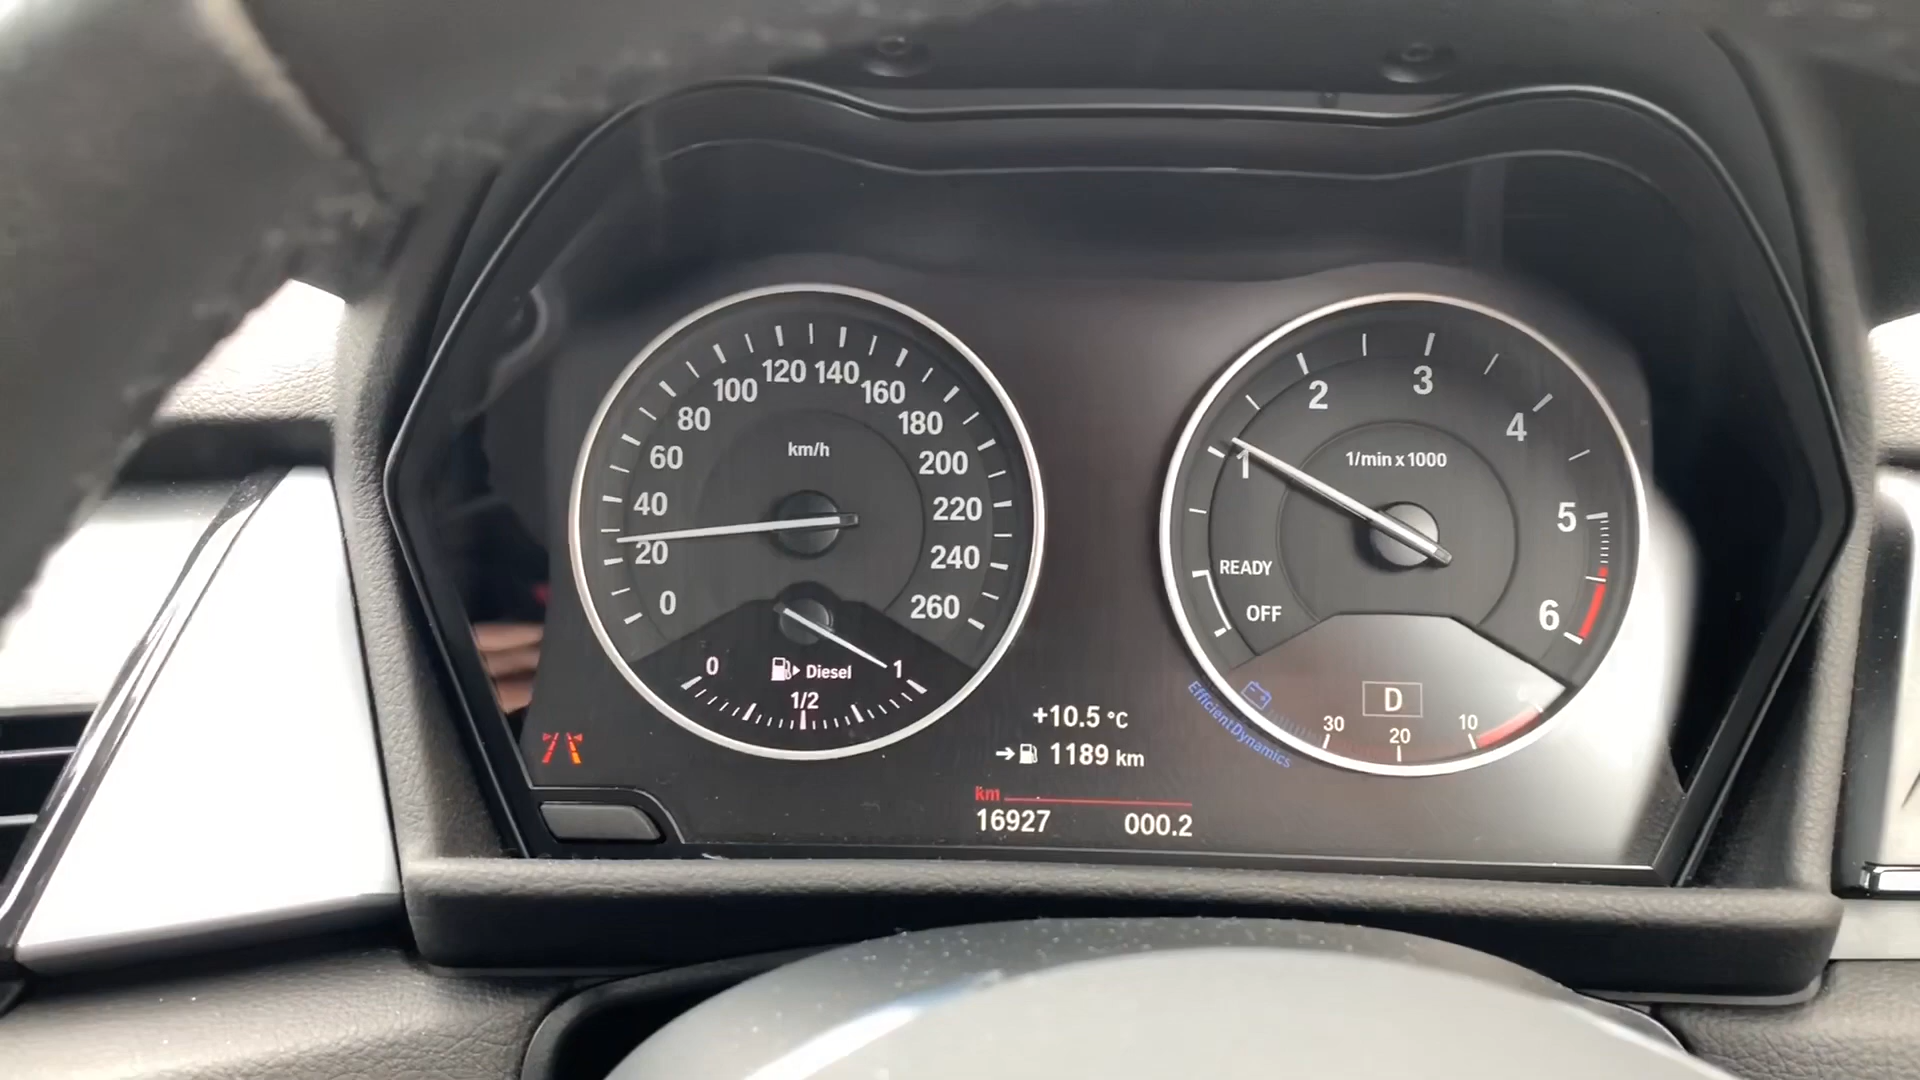 0
20
40
60
80
100
120
140
160
180
200
220
240
260
km/h
0
1/2
1
Diesel
+10.5 °C
➔ 1189 km
km
16927 000.2
1
2
3
4
5
6
1/min x 1000
READY
OFF
D
30
20
10
EfficientDynamics